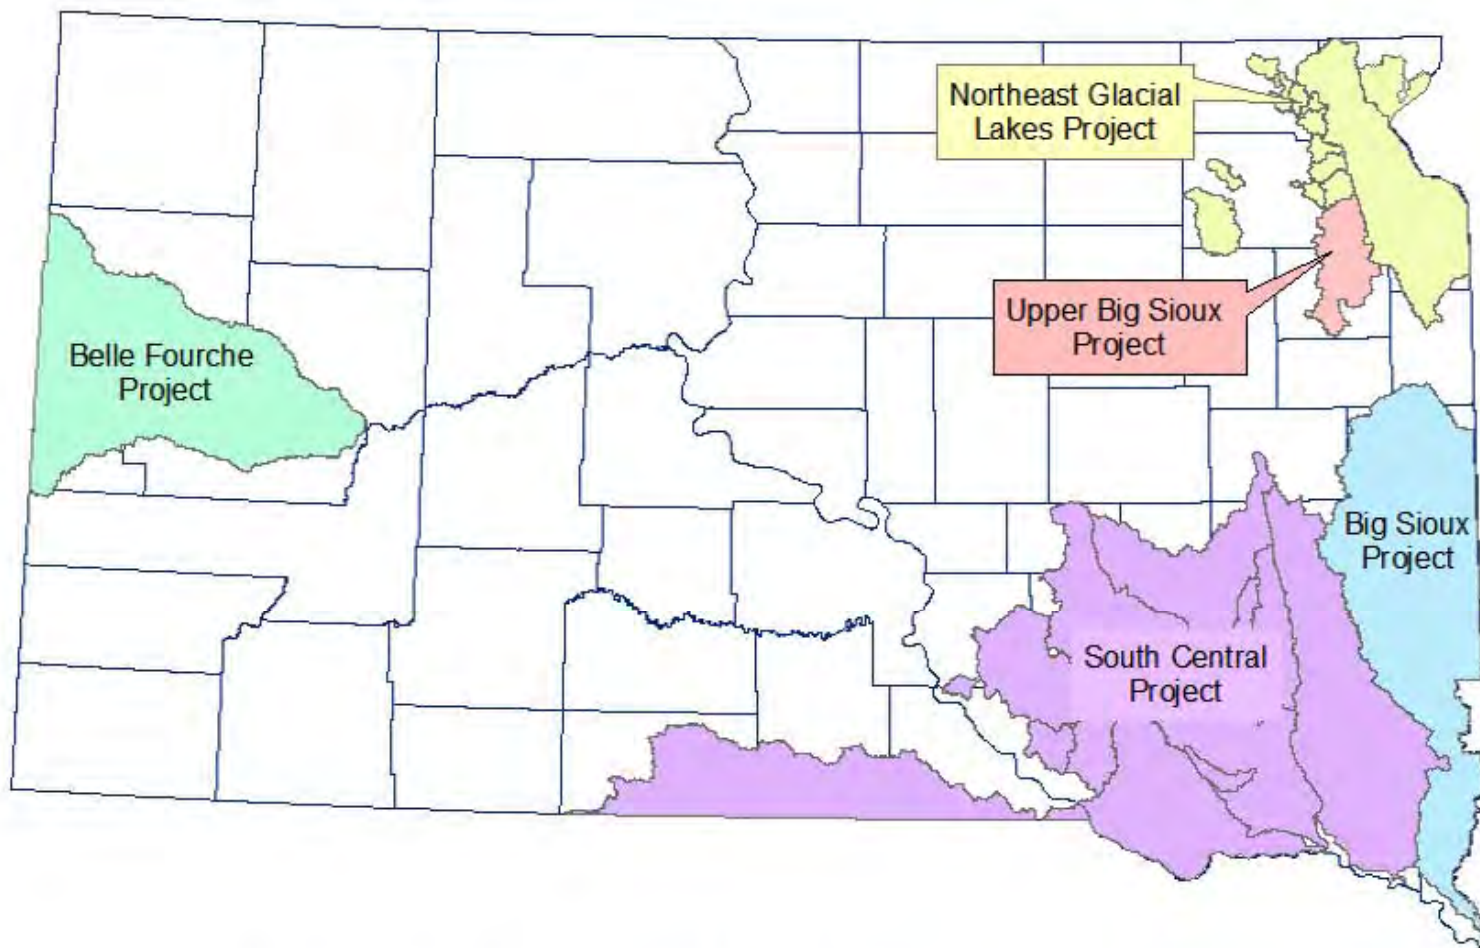 Northeast Glacial
Lakes Project
Upper Big Sioux
Project
Belle Fourche
Project
Big Sioux
Project
South Central
Project